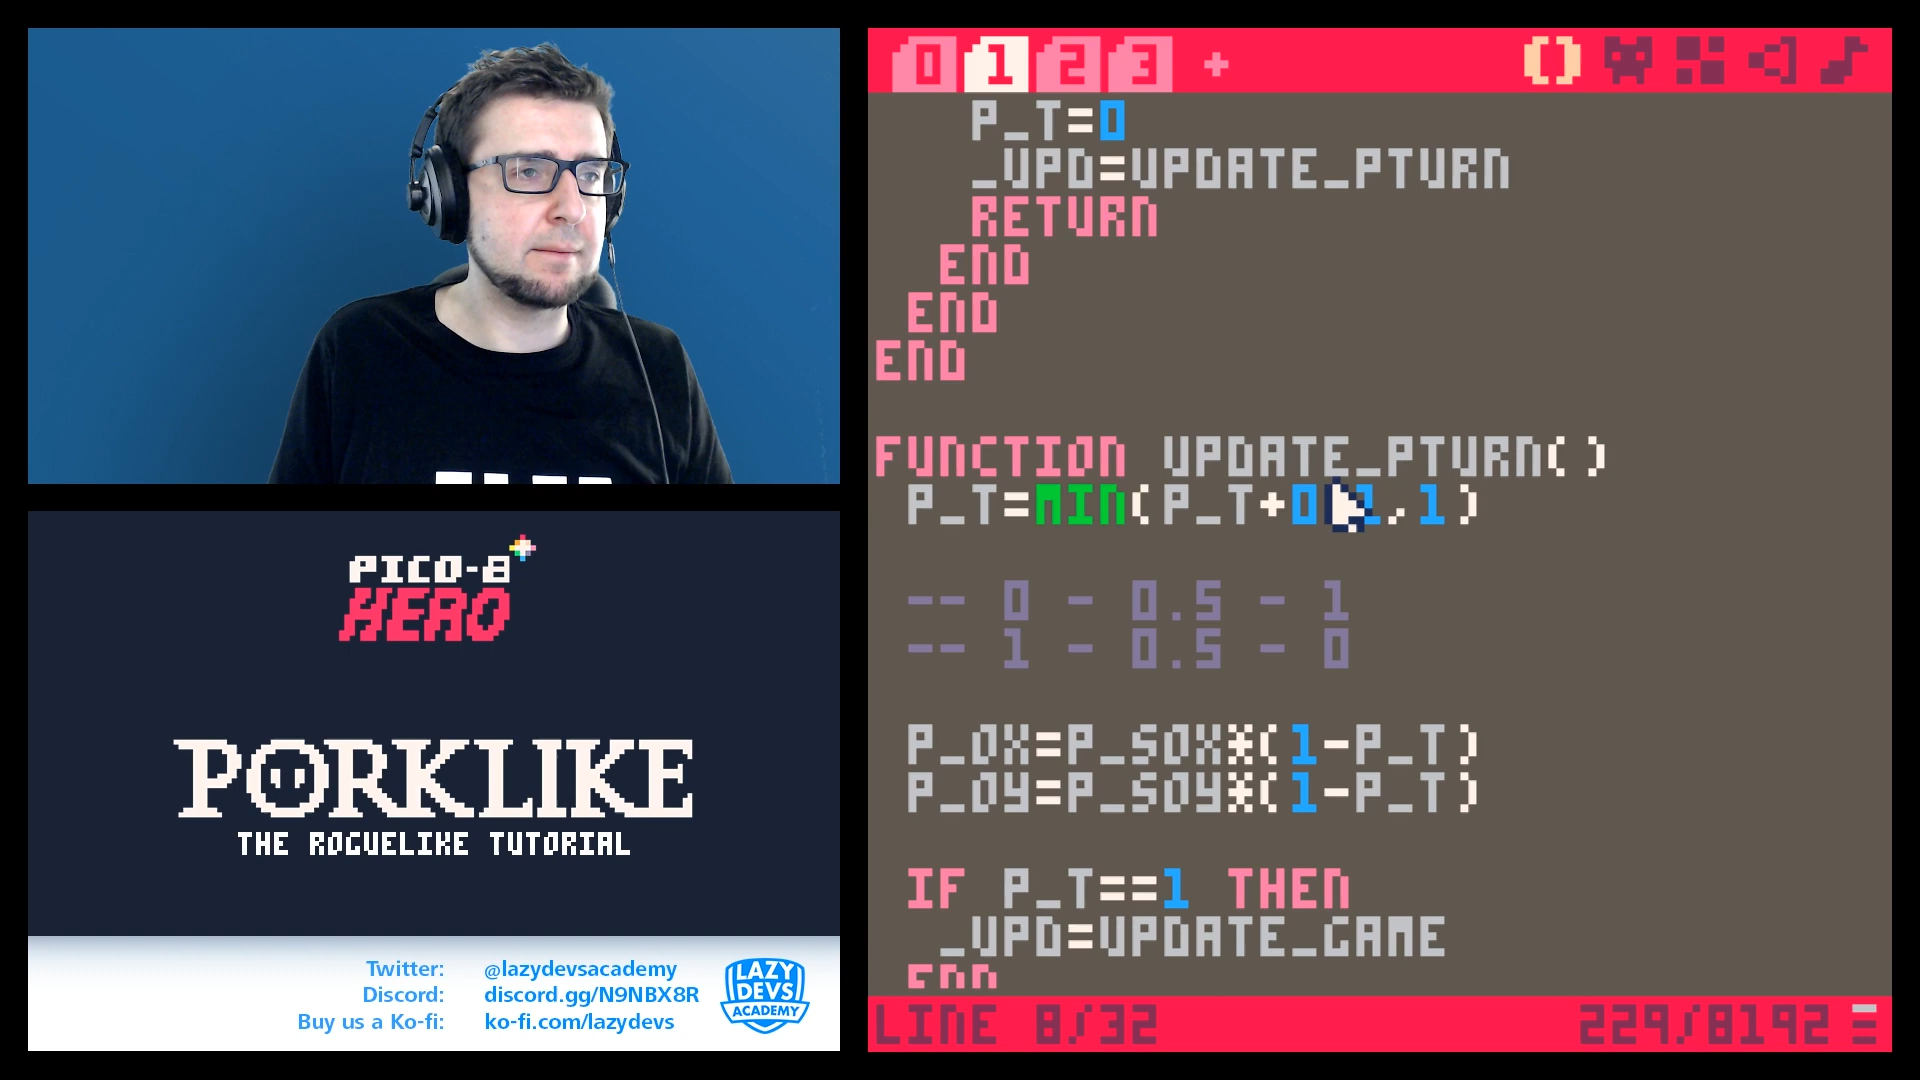 PICO-8
HERO
PORKLIKE
THE ROGUELIKE TUTORIAL
Twitter: @lazydevsacademy
Discord: discord.gg/N9NBX8R
Buy us a Ko-fi: ko-fi.com/lazydevs
LAZY
DEVS
ACADEMY
0 1 2 3 +
P_T=0
_UPD=UPDATE_PTURN
RETURN
END
END
END
FUNCTION UPDATE_PTURN()
P_T=MIN(P_T+0.1,1)
-- 0 - 0.5 - 1
-- 1 - 0.5 - 0
P_OX=P_SOX*(1-P_T)
P_OY=P_SOY*(1-P_T)
IF P_T==1 THEN
_UPD=UPDATE_GAME
END
LINE 8/32 229/8192